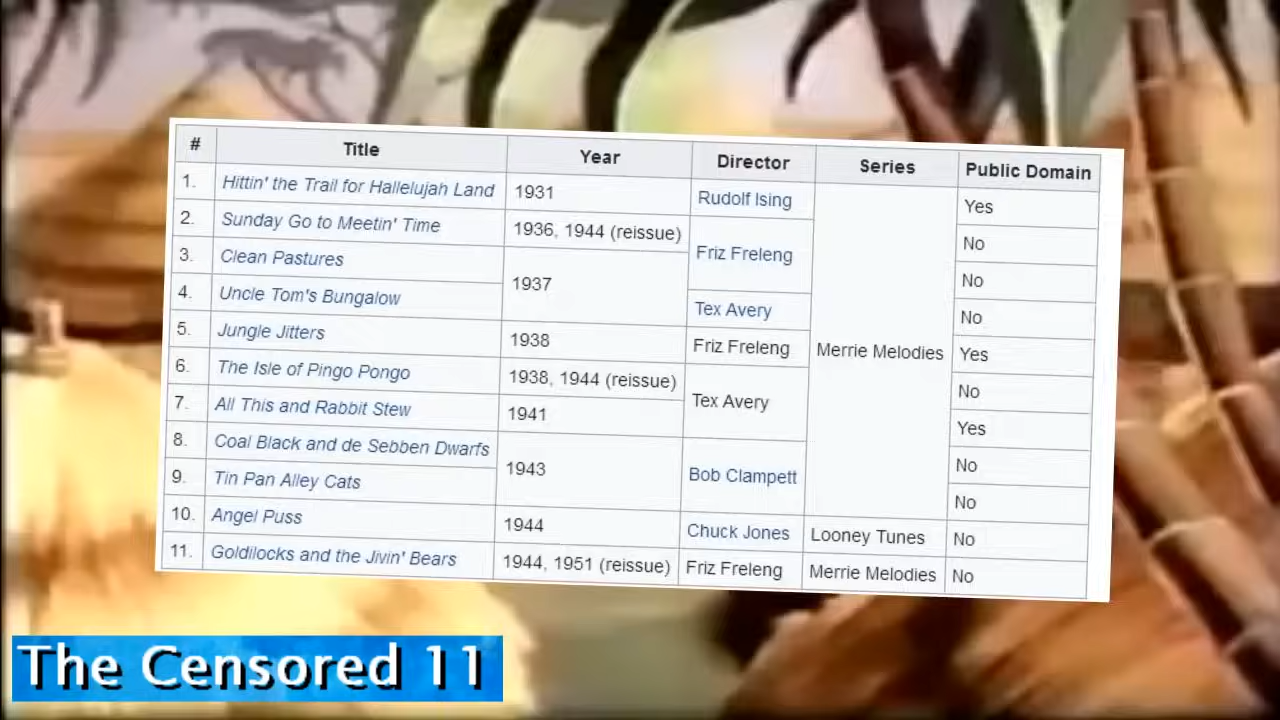 # Title Year Director Series Public Domain
1. Hittin' the Trail for Hallelujah Land 1931 Rudolf Ising Merrie Melodies Yes
2. Sunday Go to Meetin' Time 1936, 1944 (reissue) Friz Freleng No
3. Clean Pastures 1937 No
4. Uncle Tom's Bungalow Tex Avery No
5. Jungle Jitters 1938 Friz Freleng Yes
6. The Isle of Pingo Pongo 1938, 1944 (reissue) Tex Avery No
7. All This and Rabbit Stew 1941 Yes
8. Coal Black and de Sebben Dwarfs 1943 Bob Clampett No
9. Tin Pan Alley Cats No
10. Angel Puss 1944 Chuck Jones Looney Tunes No
11. Goldilocks and the Jivin' Bears 1944, 1951 (reissue) Friz Freleng Merrie Melodies No
The Censored 11